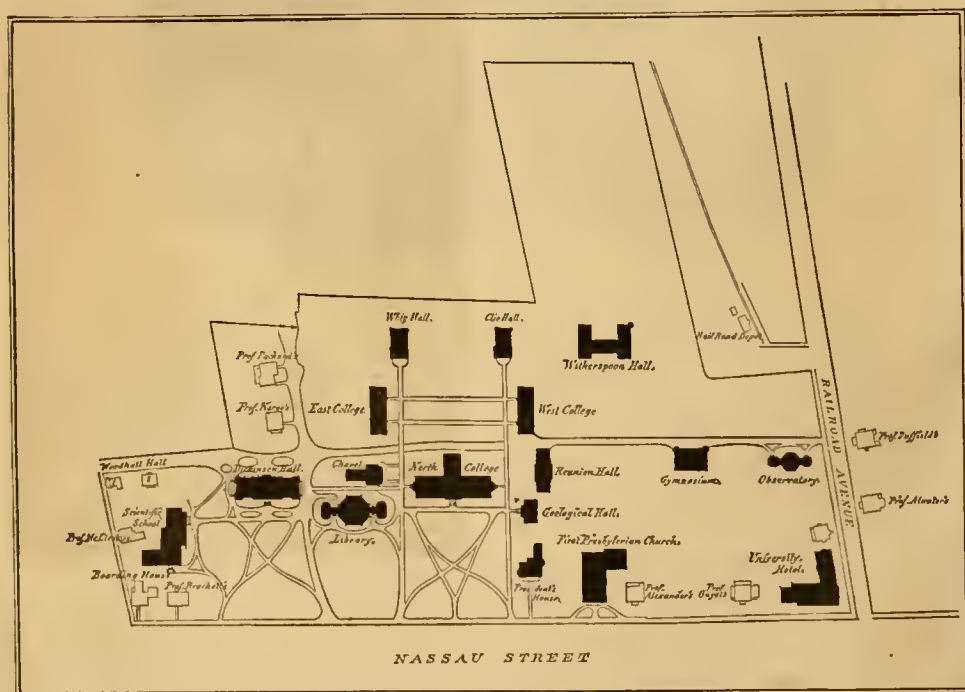 Whig Hall.
Clio Hall.
Rail Road Depot
Witherspoon Hall.
Prof. Packard's
Prof. Karge's
East College
West College
RAILROAD AVENUE
Prof. Duffield's
Woodhull Hall
Dickinson Hall.
Chapel
North College
Reunion Hall.
Gymnasium.
Observatory.
Prof. Atwater's
Scientific
School
Library.
Geological Hall.
First Presbyterian Church.
University
Hotel.
Boarding House
Prof. Brackett's
President's
House.
Prof.
Alexander's
Prof.
Guyot's
NASSAU STREET